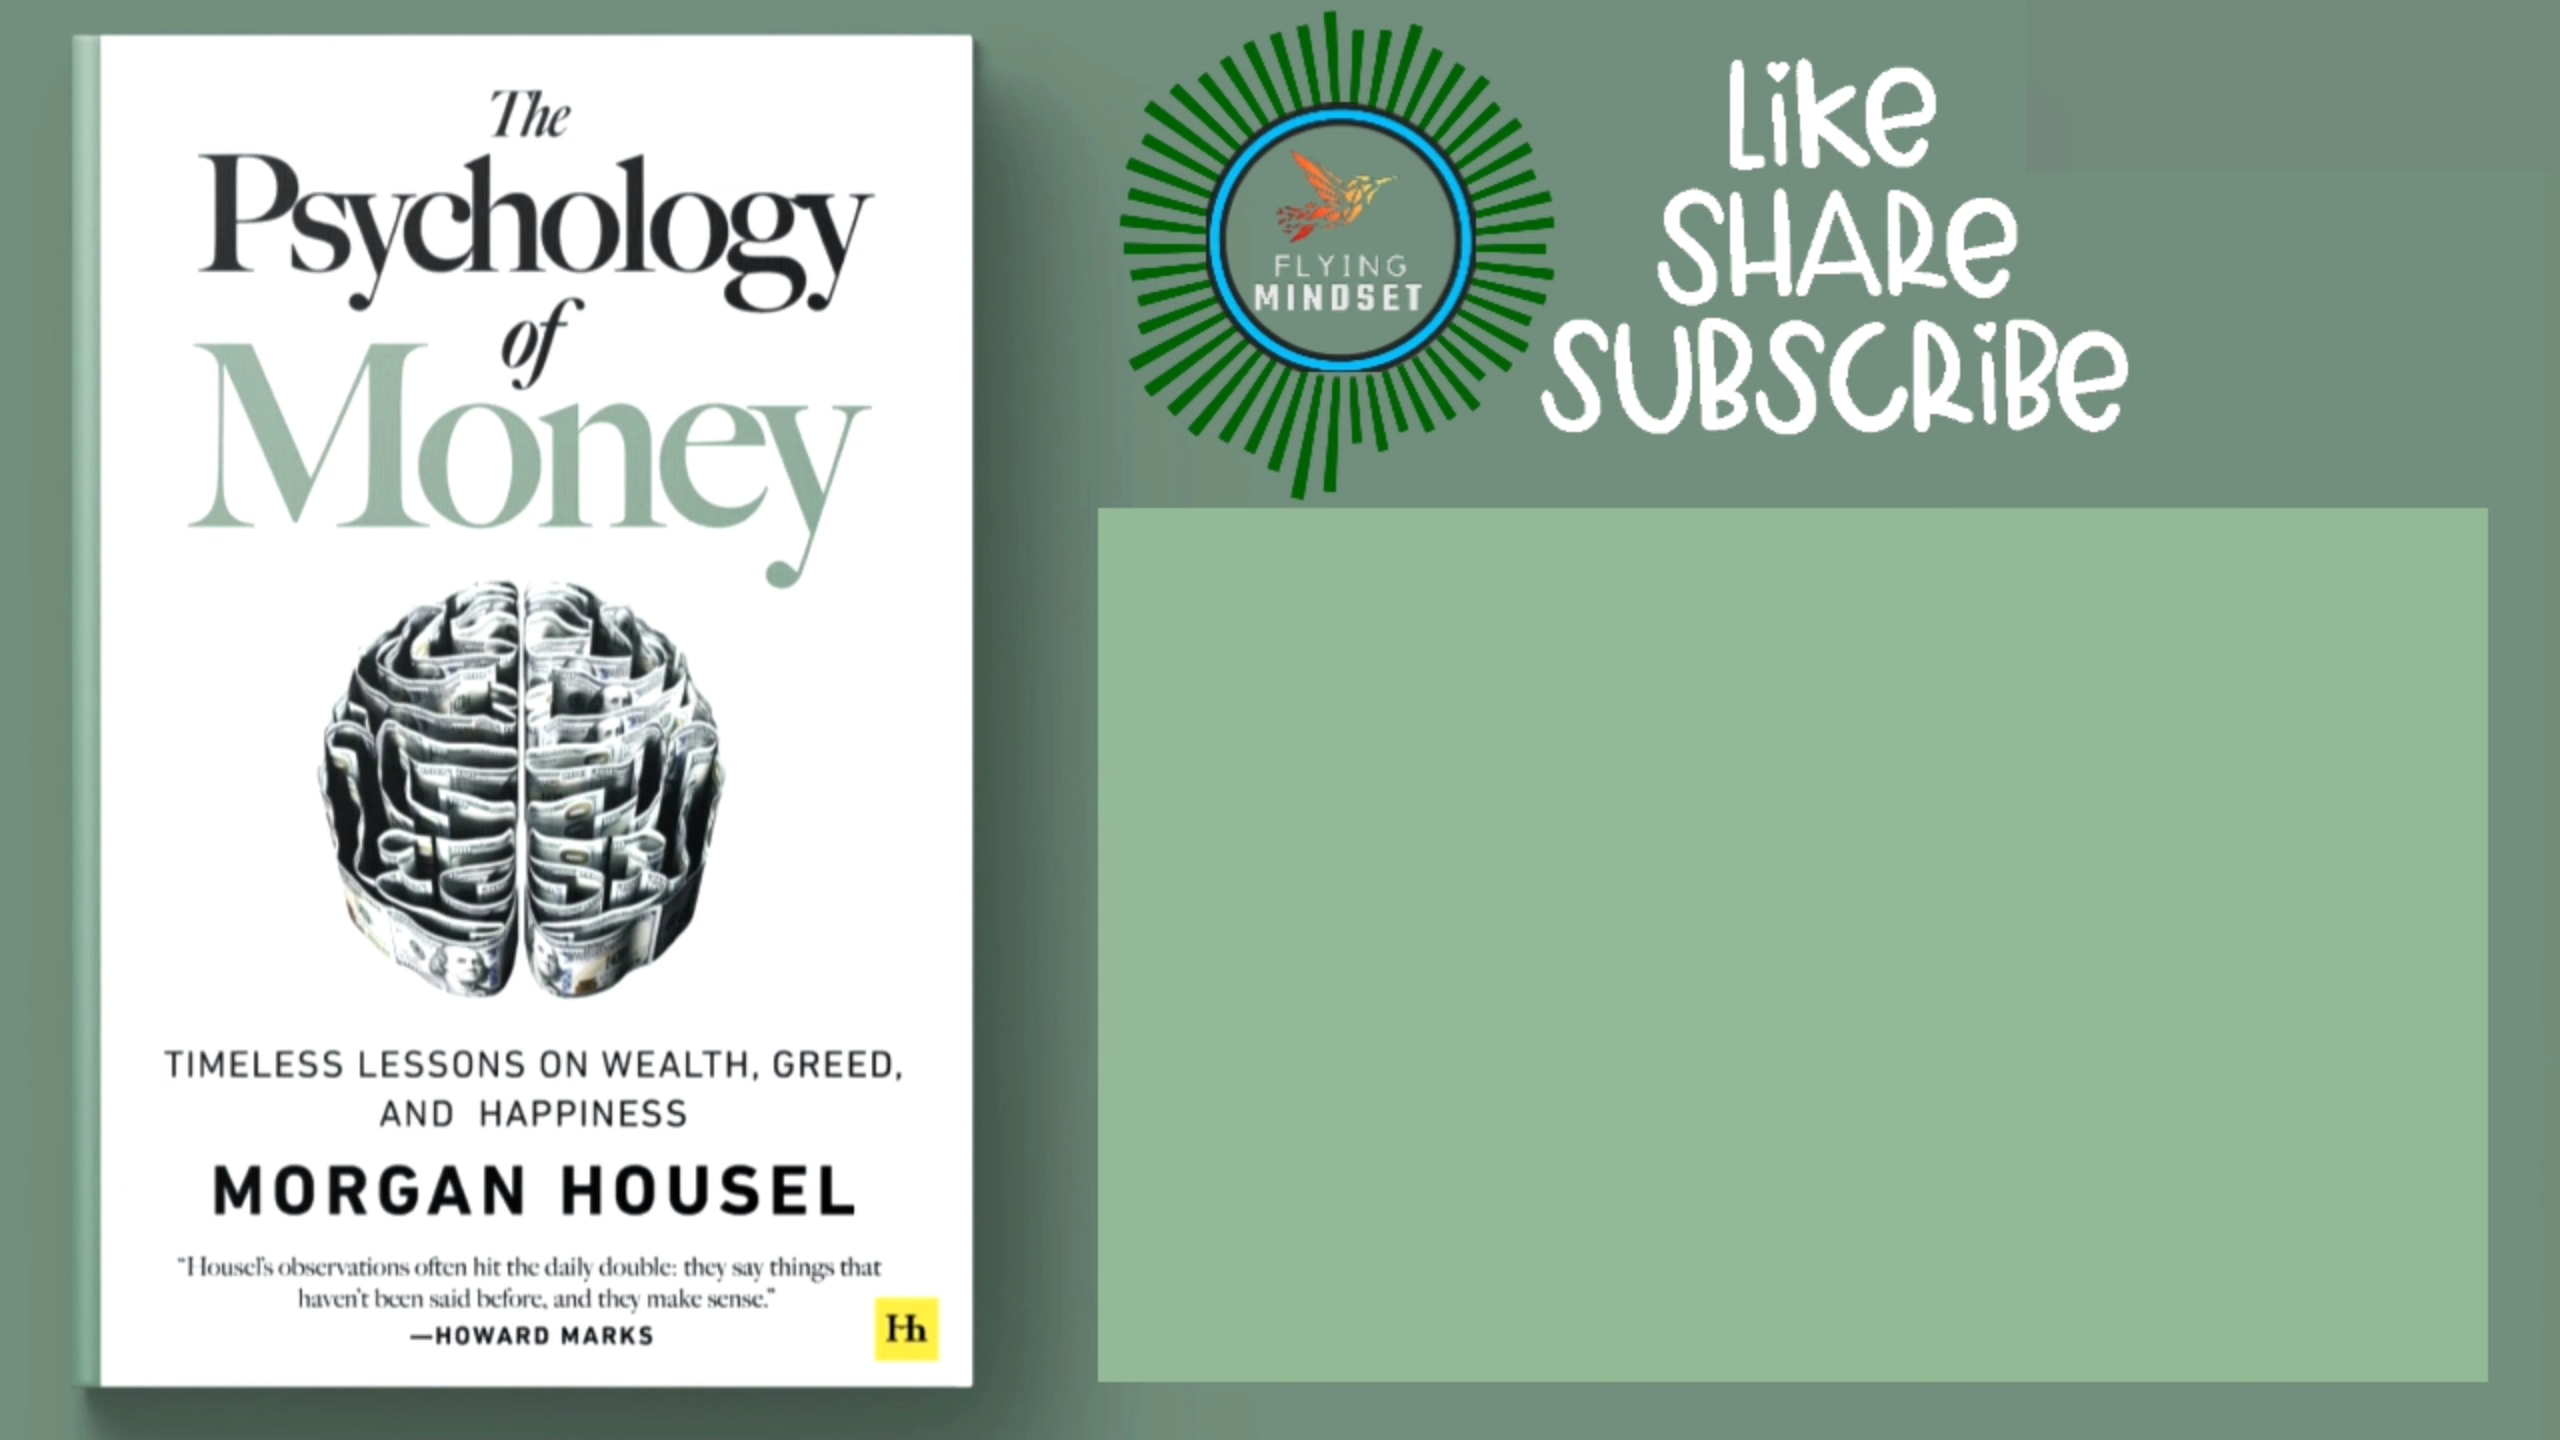 The
Psychology
of
Money
TIMELESS LESSONS ON WEALTH, GREED,
AND HAPPINESS
MORGAN HOUSEL
"Housel's observations often hit the daily double: they say things that
haven't been said before, and they make sense."
—HOWARD MARKS
Hh
FLYING
MINDSET
Like
SHARe
SUBSCRiBe